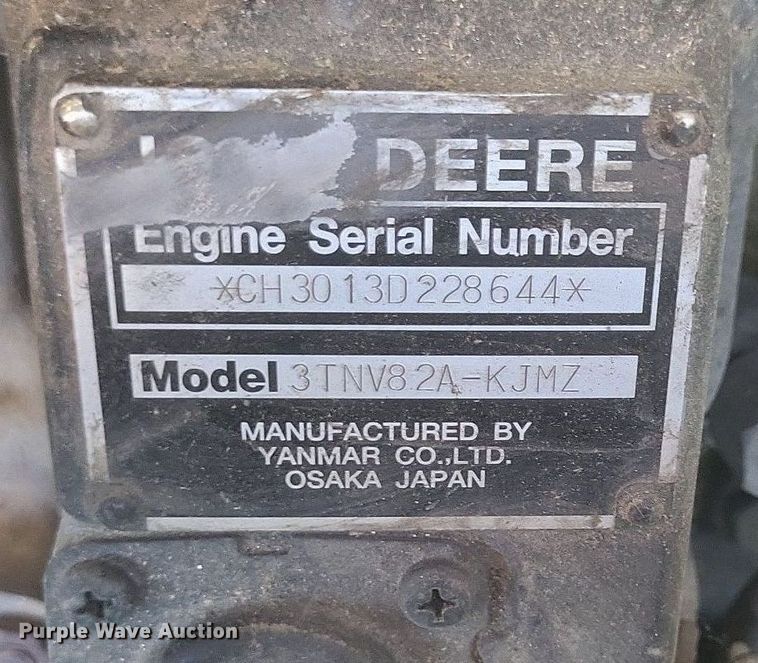 DEERE
Engine Serial Number
*CH3013D228644*
Model 3TNV82A-KJMZ
MANUFACTURED BY
YANMAR CO.,LTD.
OSAKA JAPAN
Purple Wave Auction